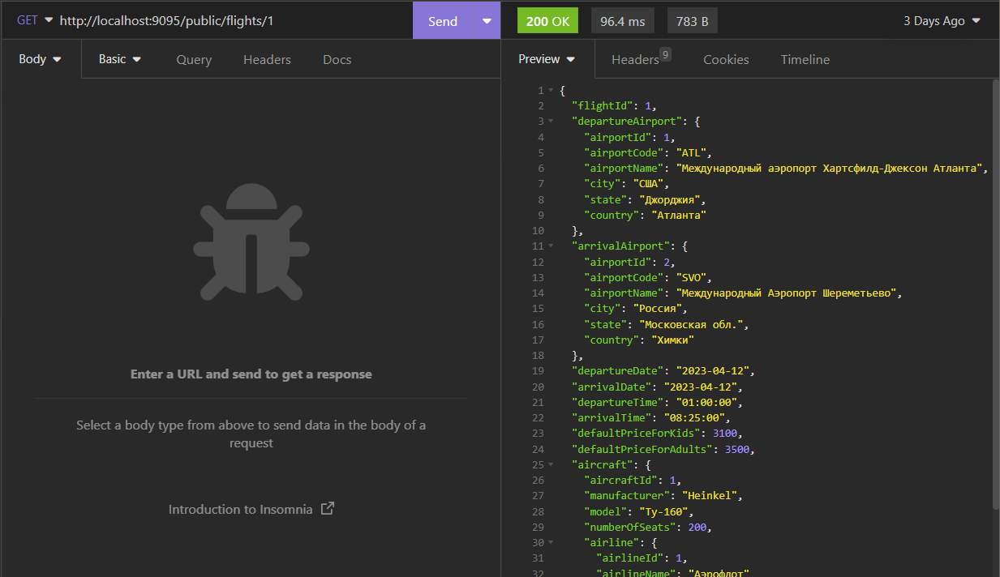 GET http://localhost:9095/public/flights/1 Send
200 OK 96.4 ms 783 B 3 Days Ago
Body Basic Query Headers Docs
Preview Headers 9 Cookies Timeline
Enter a URL and send to get a response
Select a body type from above to send data in the body of a
request
Introduction to Insomnia
1 {
2 "flightId": 1,
3 "departureAirport": {
4 "airportId": 1,
5 "airportCode": "ATL",
6 "airportName": "Международный аэропорт Хартсфилд-Джексон Атланта",
7 "city": "США",
8 "state": "Джорджия",
9 "country": "Атланта"
10 },
11 "arrivalAirport": {
12 "airportId": 2,
13 "airportCode": "SVO",
14 "airportName": "Международный Аэропорт Шереметьево",
15 "city": "Россия",
16 "state": "Московская обл.",
17 "country": "Химки"
18 },
19 "departureDate": "2023-04-12",
20 "arrivalDate": "2023-04-12",
21 "departureTime": "01:00:00",
22 "arrivalTime": "08:25:00",
23 "defaultPriceForKids": 3100,
24 "defaultPriceForAdults": 3500,
25 "aircraft": {
26 "aircraftId": 1,
27 "manufacturer": "Heinkel",
28 "model": "Ту-160",
29 "numberOfSeats": 200,
30 "airline": {
31 "airlineId": 1,
32 "airlineName": "Аэрофлот"